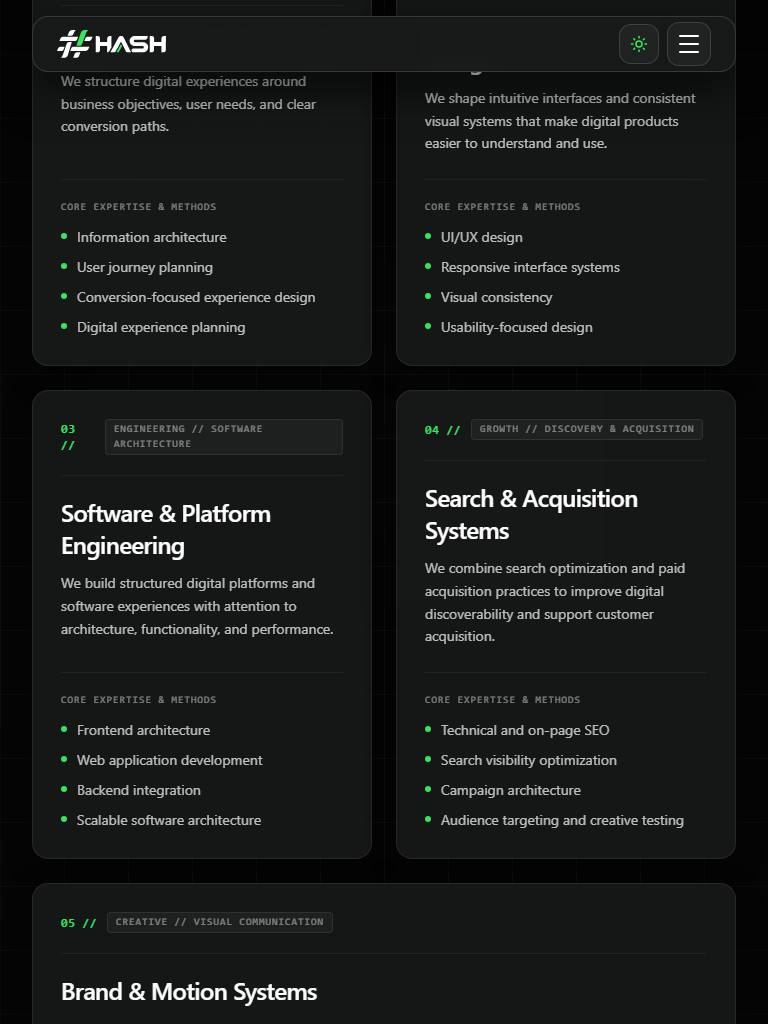 HASH
We structure digital experiences around
business objectives, user needs, and clear
conversion paths.
CORE EXPERTISE & METHODS
Information architecture
User journey planning
Conversion-focused experience design
Digital experience planning
We shape intuitive interfaces and consistent
visual systems that make digital products
easier to understand and use.
CORE EXPERTISE & METHODS
UI/UX design
Responsive interface systems
Visual consistency
Usability-focused design
03 //
ENGINEERING // SOFTWARE
ARCHITECTURE
Software & Platform
Engineering
We build structured digital platforms and
software experiences with attention to
architecture, functionality, and performance.
CORE EXPERTISE & METHODS
Frontend architecture
Web application development
Backend integration
Scalable software architecture
04 //
GROWTH // DISCOVERY & ACQUISITION
Search & Acquisition
Systems
We combine search optimization and paid
acquisition practices to improve digital
discoverability and support customer
acquisition.
CORE EXPERTISE & METHODS
Technical and on-page SEO
Search visibility optimization
Campaign architecture
Audience targeting and creative testing
05 //
CREATIVE // VISUAL COMMUNICATION
Brand & Motion Systems